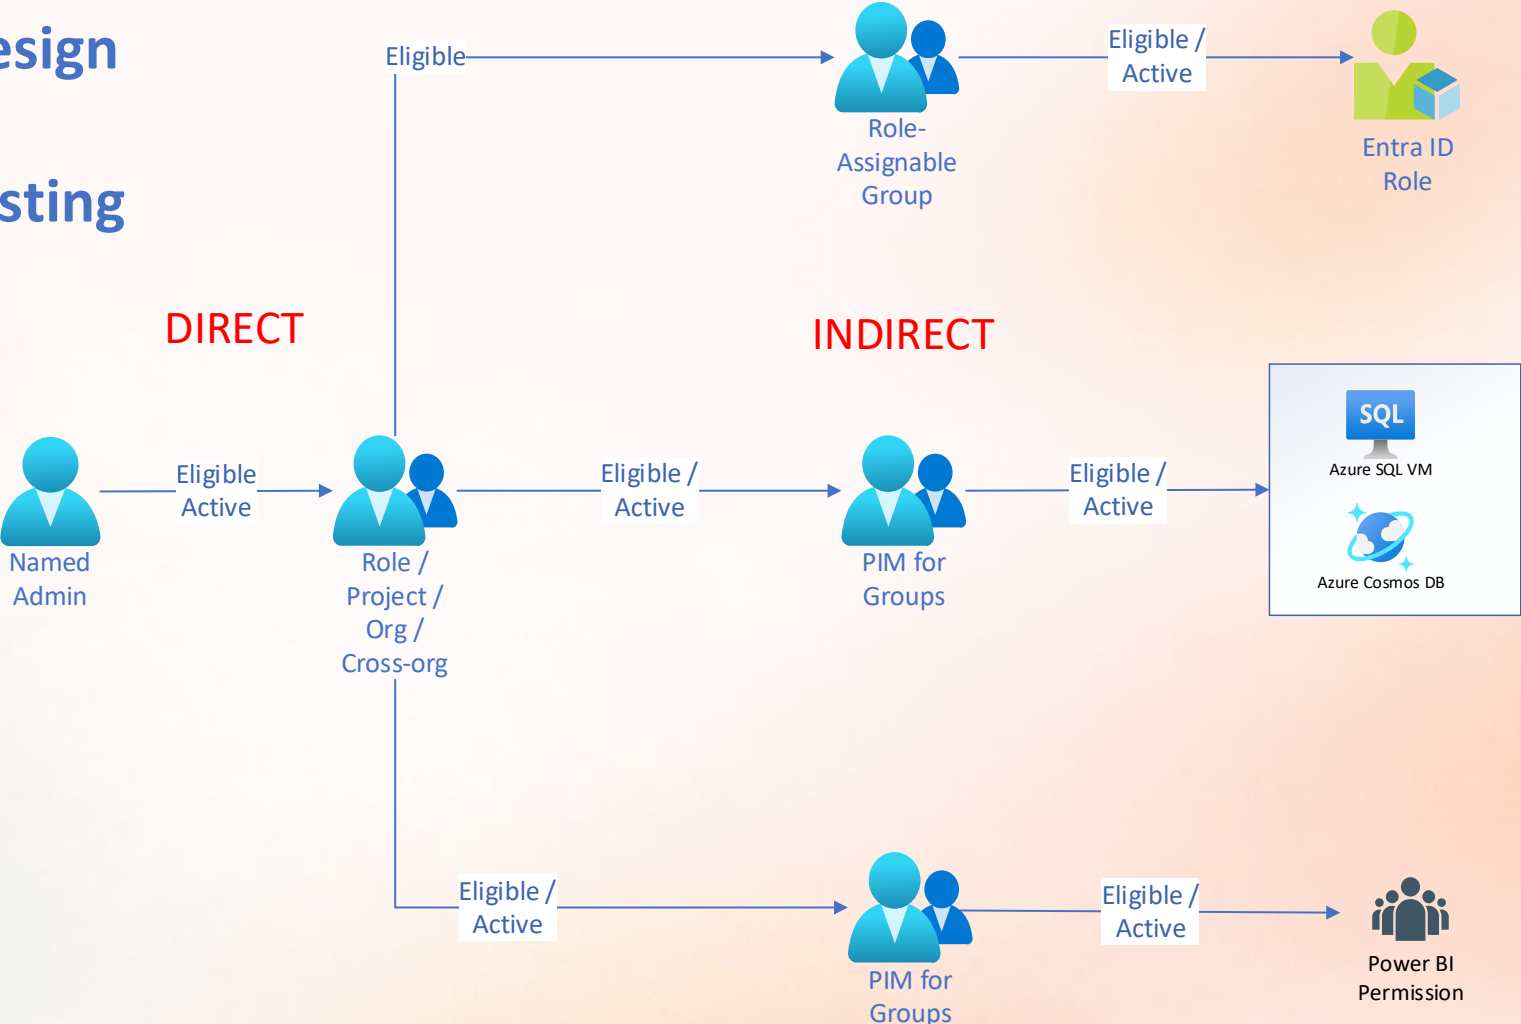 esign
sting
Eligible
Role-
Assignable
Group
Eligible /
Active
Entra ID
Role
DIRECT
INDIRECT
Named
Admin
Eligible
Active
Role /
Project /
Org /
Cross-org
Eligible /
Active
PIM for
Groups
Eligible /
Active
SQL
Azure SQL VM
Azure Cosmos DB
Eligible /
Active
PIM for
Groups
Eligible /
Active
Power BI
Permission